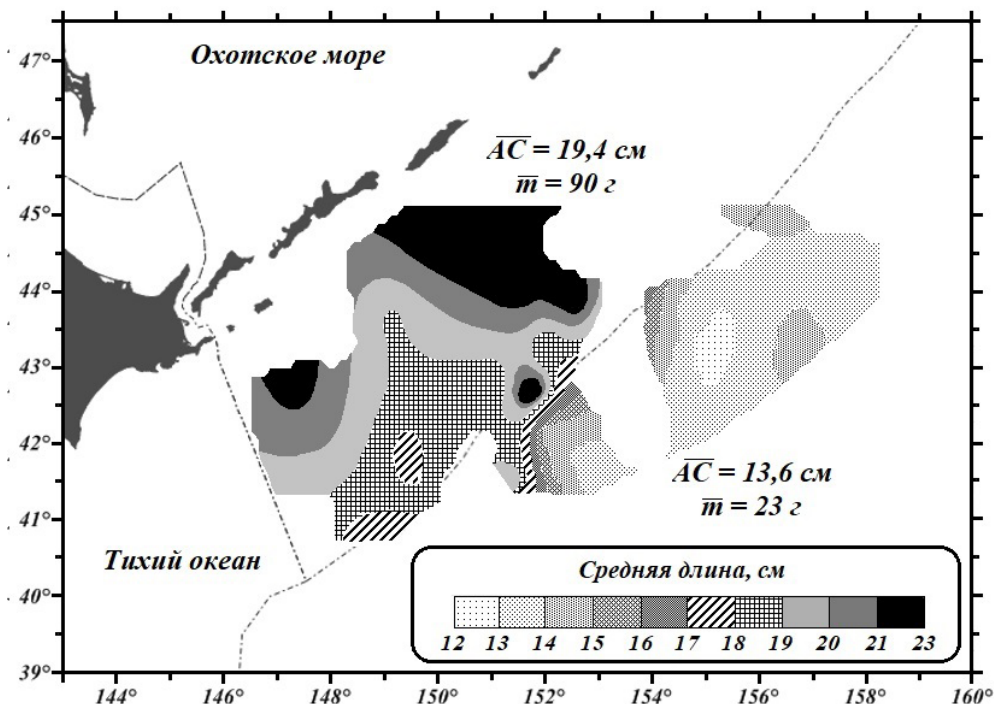 Охотское море
AC = 19,4 см
m = 90 г
AC = 13,6 см
m = 23 г
Тихий океан
Средняя длина, см
12 13 14 15 16 17 18 19 20 21 23
47°
46°
45°
44°
43°
42°
41°
40°
39°
144° 146° 148° 150° 152° 154° 156° 158° 160°